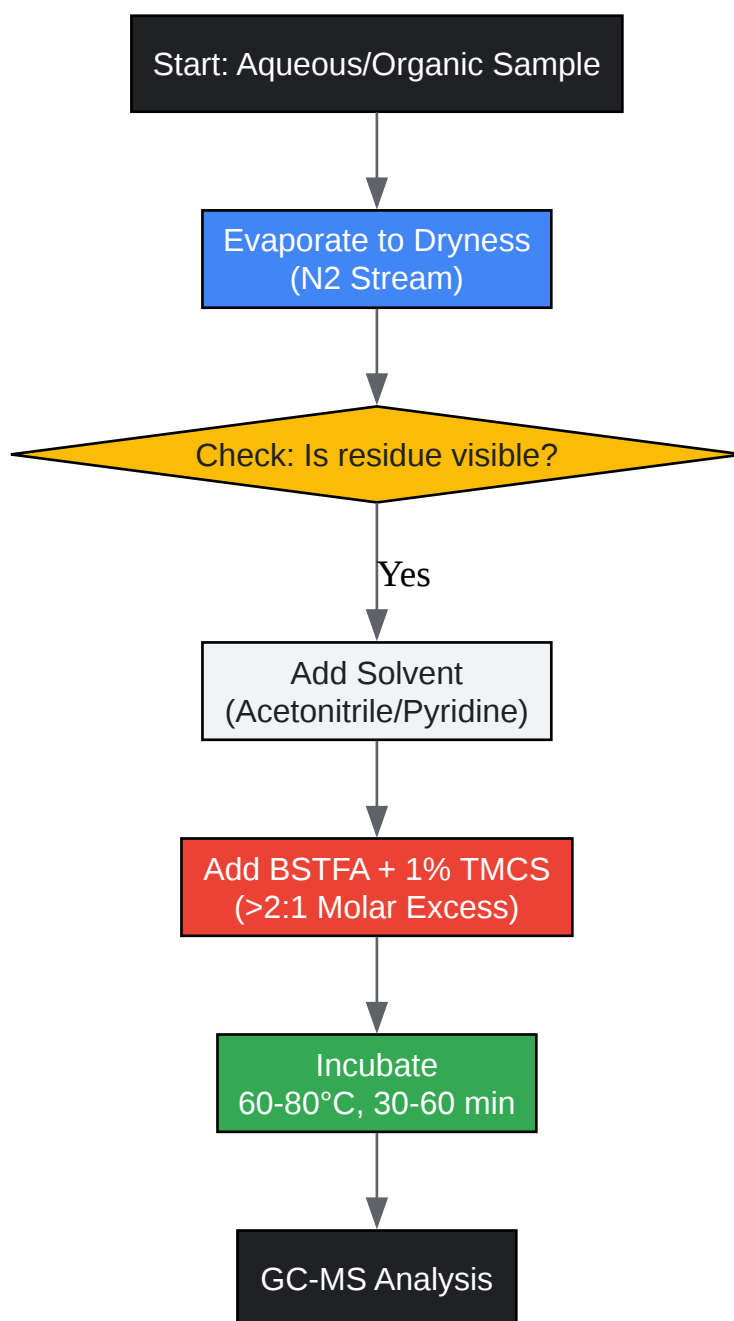 Start: Aqueous/Organic Sample
Evaporate to Dryness
(N2 Stream)
Check: Is residue visible?
Yes
Add Solvent
(Acetonitrile/Pyridine)
Add BSTFA + 1% TMCS
(>2:1 Molar Excess)
Incubate
60-80°C, 30-60 min
GC-MS Analysis